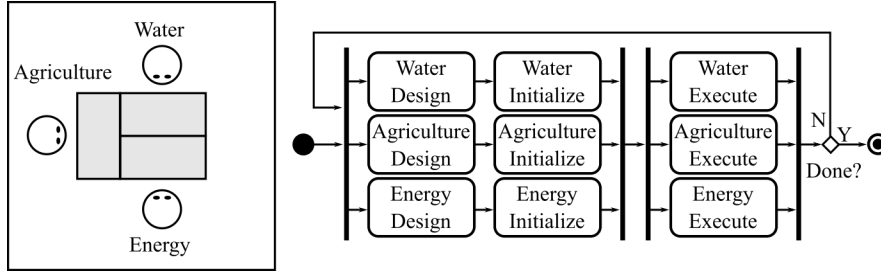 Water
Agriculture
Energy
Water
Design
Water
Initialize
Water
Execute
Agriculture
Design
Agriculture
Initialize
Agriculture
Execute
N
Y
Done?
Energy
Design
Energy
Initialize
Energy
Execute